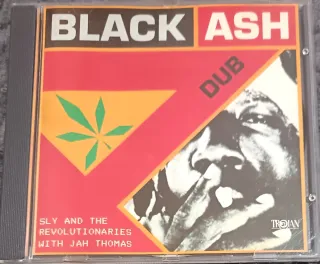 BLACK ASH
DUB
SLY AND THE
REVOLUTIONARIES
WITH JAH THOMAS
TROJAN